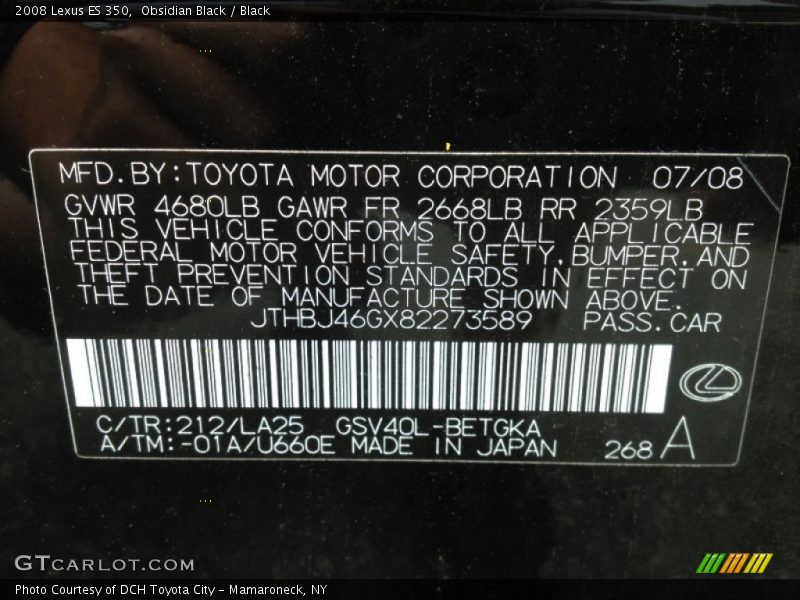 2008 Lexus ES 350,  Obsidian Black / Black
MFD.BY:TOYOTA MOTOR CORPORATION 07/08
GVWR 4680LB GAWR FR 2668LB RR 2359LB
THIS VEHICLE CONFORMS TO ALL APPLICABLE
FEDERAL MOTOR VEHICLE SAFETY,BUMPER,AND
THEFT PREVENTION STANDARDS IN EFFECT ON
THE DATE OF MANUFACTURE SHOWN ABOVE.
JTHBJ46GX82273589 PASS.CAR
C/TR:212/LA25 GSV40L-BETGKA
A/TM:-01A/U660E MADE IN JAPAN 268 A
GTCARLOT.COM
Photo Courtesy of DCH Toyota City - Mamaroneck, NY